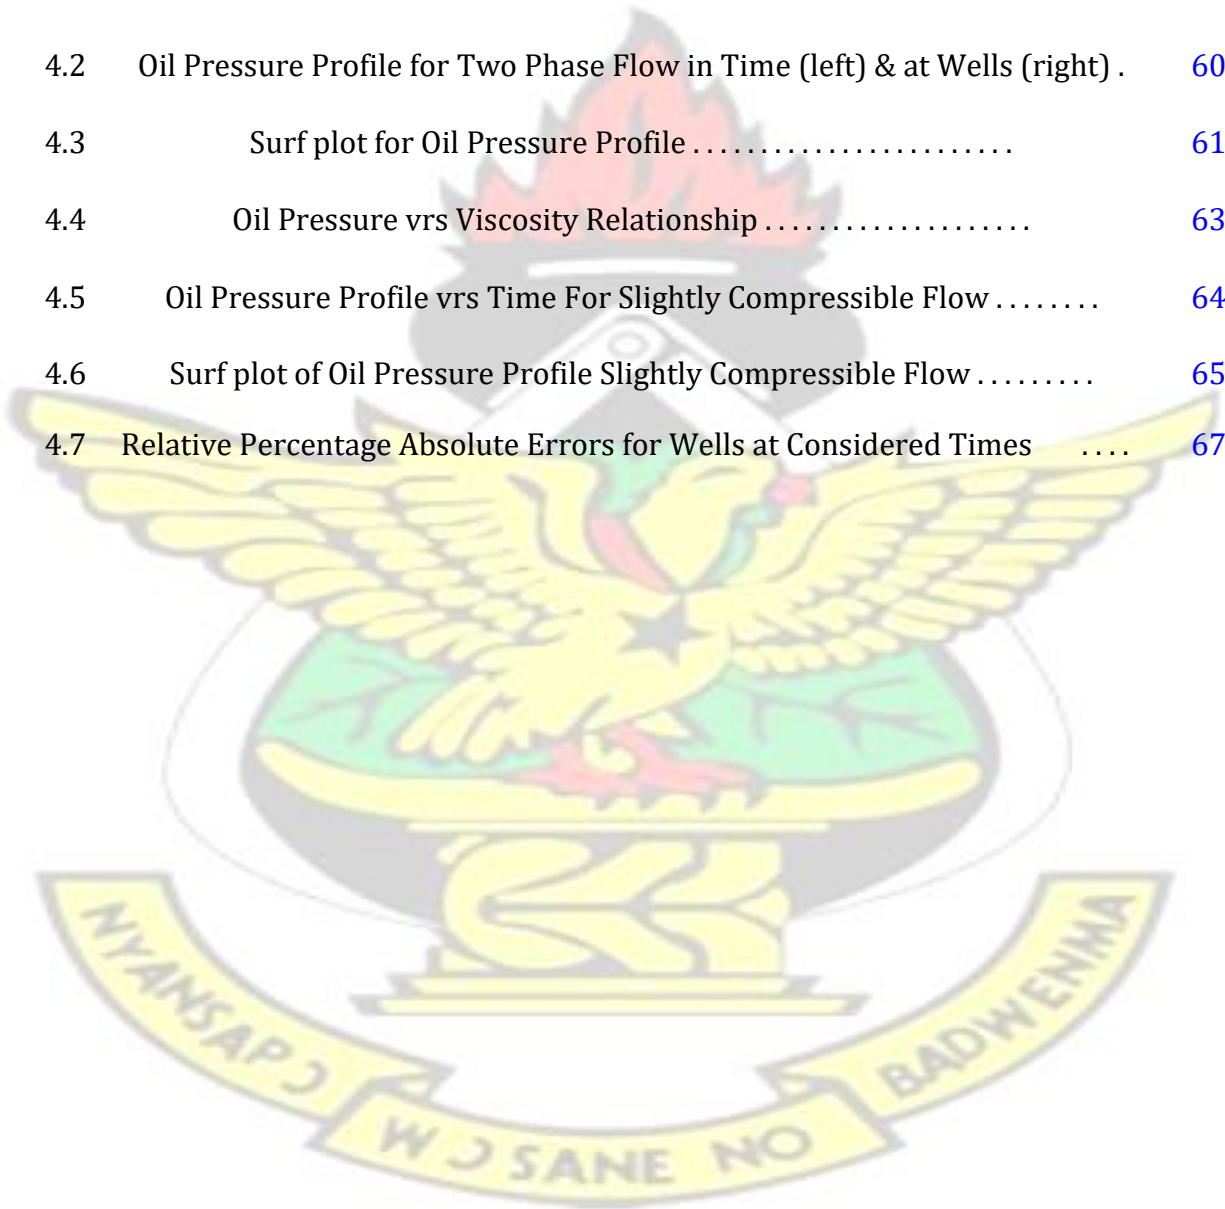 4.2 Oil Pressure Profile for Two Phase Flow in Time (left) & at Wells (right) . 60
4.3 Surf plot for Oil Pressure Profile . . . . . . . . . . . . . . . . . . . . . . . . 61
4.4 Oil Pressure vrs Viscosity Relationship . . . . . . . . . . . . . . . . . . . . 63
4.5 Oil Pressure Profile vrs Time For Slightly Compressible Flow . . . . . . . . 64
4.6 Surf plot of Oil Pressure Profile Slightly Compressible Flow . . . . . . . . . 65
4.7 Relative Percentage Absolute Errors for Wells at Considered Times . . . . 67
NYANSAPƆ WƆSANE NO BADWENMA